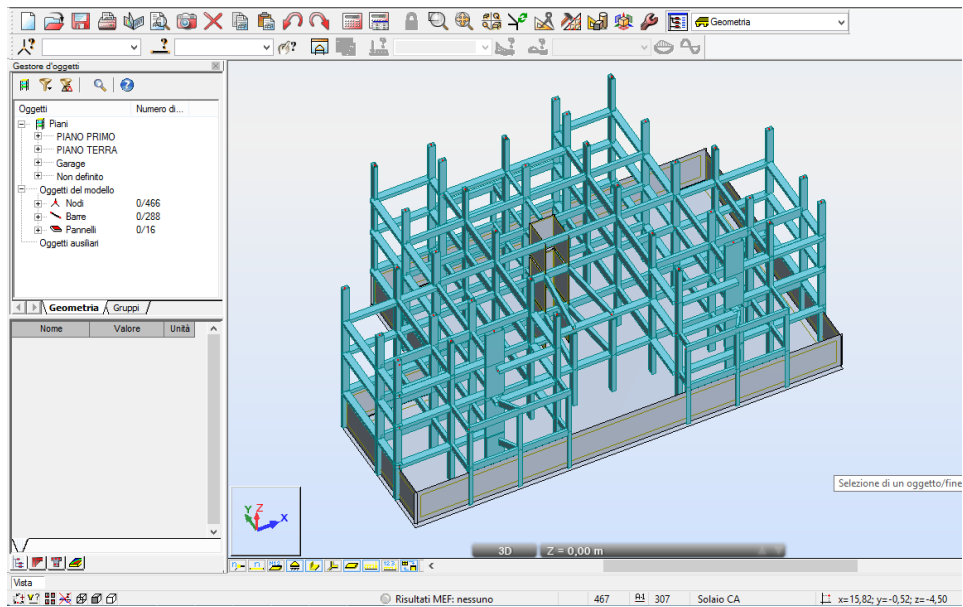 Geometria
Gestore d'oggetti
Oggetti Numero di...
Piani
PIANO PRIMO
PIANO TERRA
Garage
Non definito
Oggetti del modello
Nodi 0/466
Barre 0/288
Pannelli 0/16
Oggetti ausiliari
Geometria Gruppi
Nome Valore Unità
Selezione di un oggetto/fine
Y Z X
3D Z = 0,00 m
Vista
Risultati MEF: nessuno 467 307 Solaio CA x=15,82; y=-0,52; z=-4,50